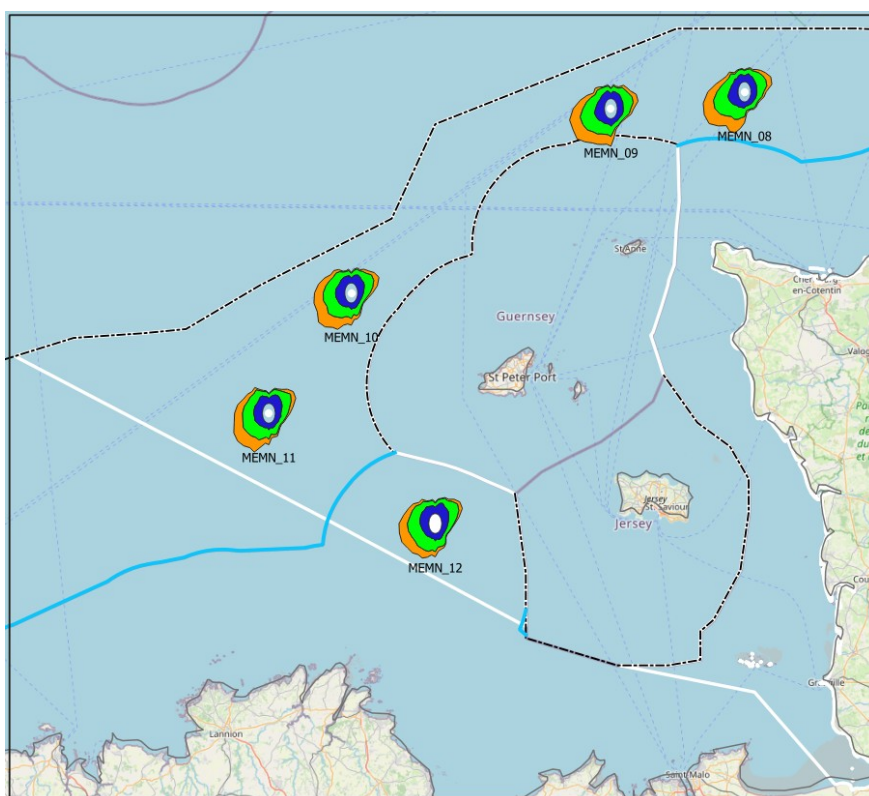 MEMN_09
MEMN_08
St Anne
en-Cotentin
MEMN_10
Guernsey
Valog
St Peter Port
MEMN_11
Jersey
St. Saviour
Jersey
MEMN_12
Cou
Lannion
Saint-Malo